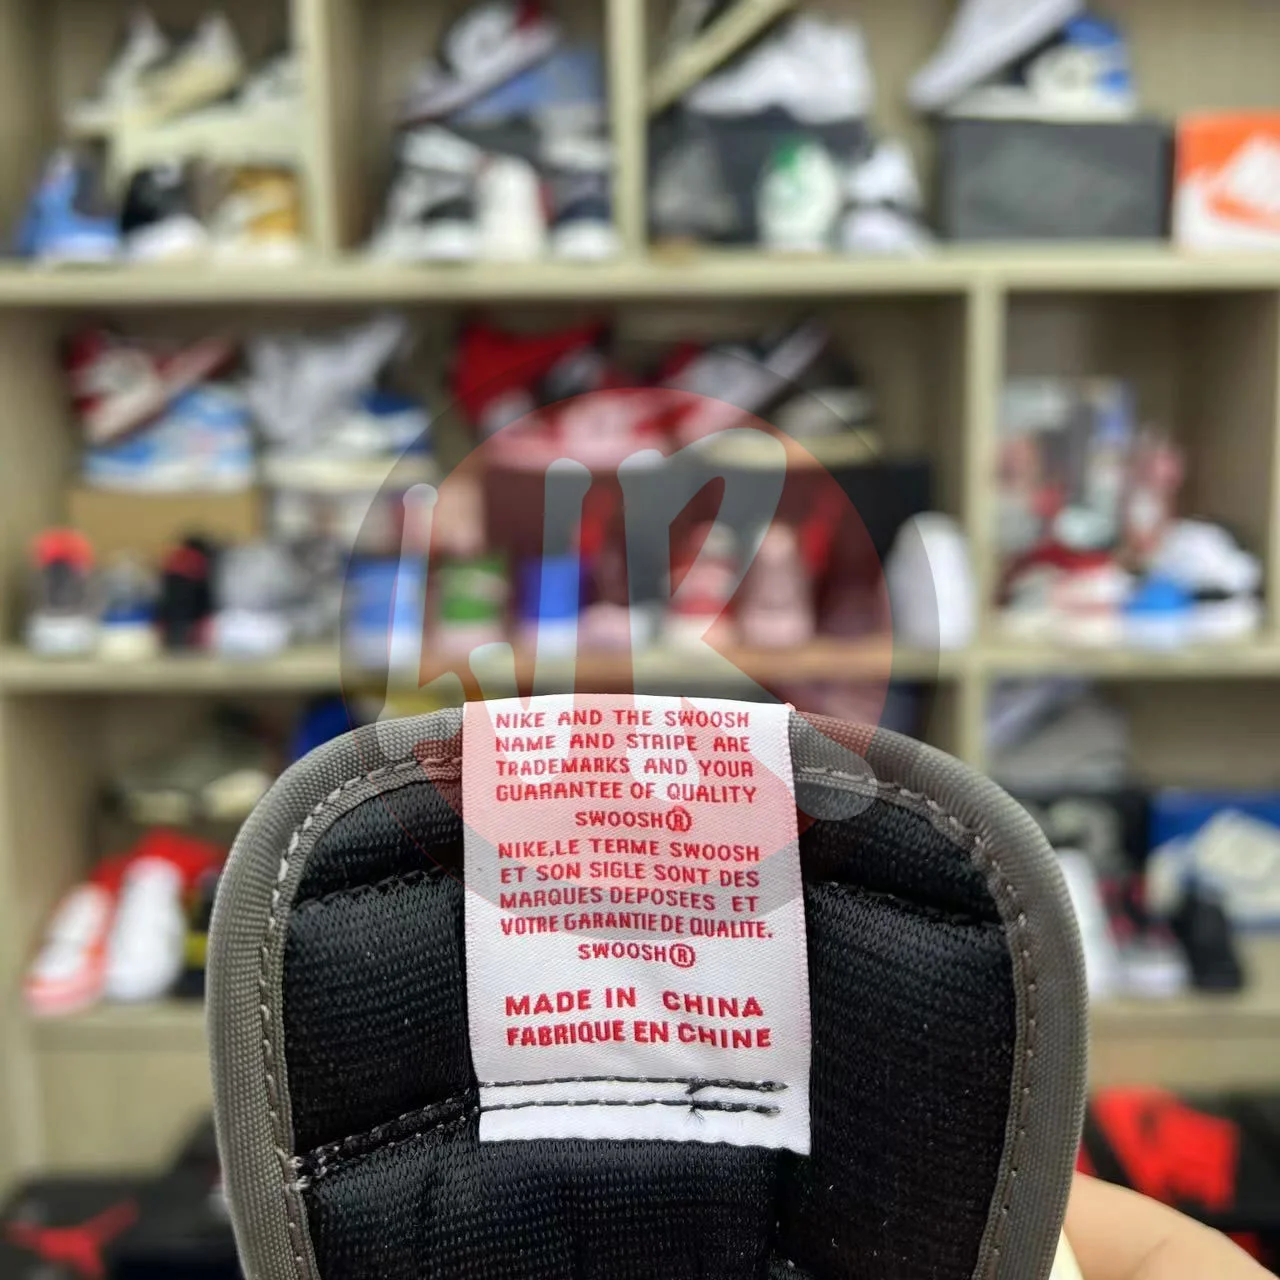 WR
NIKE AND THE SWOOSH
NAME AND STRIPE ARE
TRADEMARKS AND YOUR
GUARANTEE OF QUALITY
SWOOSH®
NIKE,LE TERME SWOOSH
ET SON SIGLE SONT DES
MARQUES DEPOSEES ET
VOTRE GARANTIE DE QUALITE.
SWOOSH®
MADE IN CHINA
FABRIQUE EN CHINE